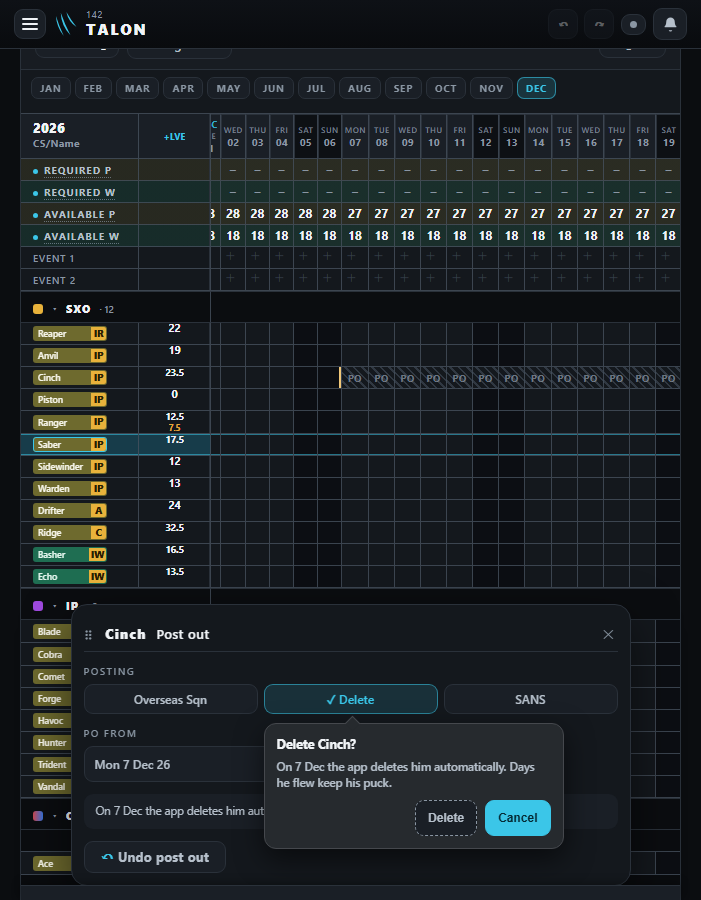 142
TALON
JAN FEB MAR APR MAY JUN JUL AUG SEP OCT NOV DEC
2026
CS/Name
+LVE
WED 02 THU 03 FRI 04 SAT 05 SUN 06 MON 07 TUE 08 WED 09 THU 10 FRI 11 SAT 12 SUN 13 MON 14 TUE 15 WED 16 THU 17 FRI 18 SAT 19
REQUIRED P – – – – – – – – – – – – – – – – – –
REQUIRED W – – – – – – – – – – – – – – – – – –
AVAILABLE P 28 28 28 28 28 27 27 27 27 27 27 27 27 27 27 27 27 27
AVAILABLE W 18 18 18 18 18 18 18 18 18 18 18 18 18 18 18 18 18 18
EVENT 1 + + + + + + + + + + + + + + + + + +
EVENT 2 + + + + + + + + + + + + + + + + + +
SXO · 12
Reaper IR 22
Anvil IP 19
Cinch IP 23.5 PO PO PO PO PO PO PO PO PO PO PO PO PO
Piston IP 0
Ranger IP 12.5
7.5
Saber IP 17.5
Sidewinder IP 12
Warden IP 13
Drifter A 24
Ridge C 32.5
Basher IW 16.5
Echo IW 13.5
Blade
Cobra
Comet
Forge
Havoc
Hunter
Trident
Vandal
Ace
Cinch Post out
POSTING
Overseas Sqn ✓ Delete SANS
PO FROM
Mon 7 Dec 26
On 7 Dec the app deletes him aut
Undo post out
Delete Cinch?
On 7 Dec the app deletes him automatically. Days
he flew keep his puck.
Delete Cancel